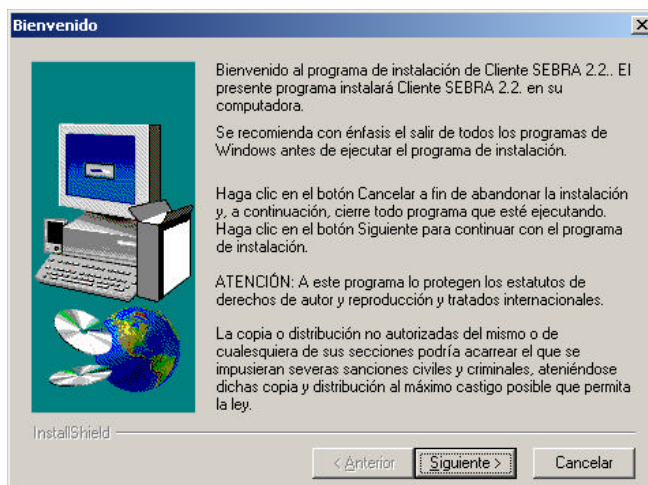 Bienvenido
Bienvenido al programa de instalación de Cliente SEBRA 2.2.. El
presente programa instalará Cliente SEBRA 2.2. en su
computadora.
Se recomienda con énfasis el salir de todos los programas de
Windows antes de ejecutar el programa de instalación.
Haga clic en el botón Cancelar a fin de abandonar la instalación
y, a continuación, cierre todo programa que esté ejecutando.
Haga clic en el botón Siguiente para continuar con el programa
de instalación.
ATENCIÓN: A este programa lo protegen los estatutos de
derechos de autor y reproducción y tratados internacionales.
La copia o distribución no autorizadas del mismo o de
cualesquiera de sus secciones podría acarrear el que se
impusieran severas sanciones civiles y criminales, ateniéndose
dichas copia y distribución al máximo castigo posible que permita
la ley.
InstallShield
< Anterior Siguiente > Cancelar